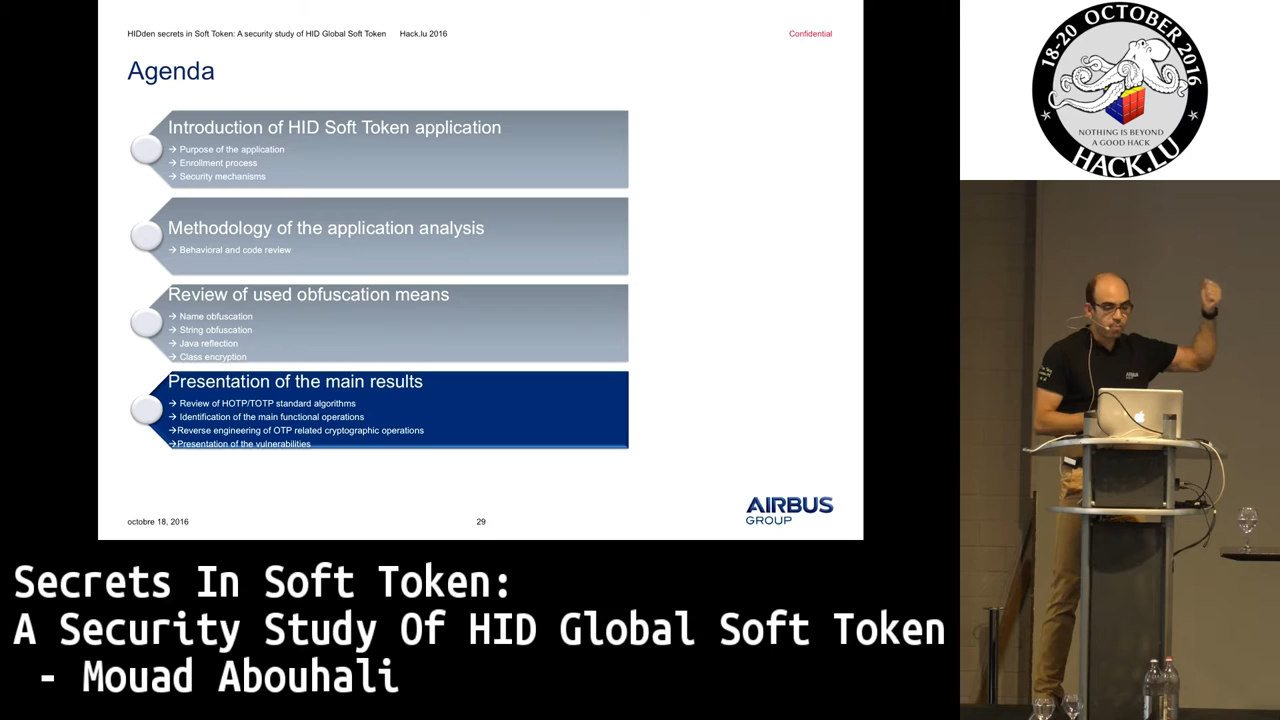 HIDden secrets in Soft Token: A security study of HID Global Soft Token Hack.lu 2016
Confidential
Agenda
Introduction of HID Soft Token application
→ Purpose of the application
→ Enrollment process
→ Security mechanisms
Methodology of the application analysis
→ Behavioral and code review
Review of used obfuscation means
→ Name obfuscation
→ String obfuscation
→ Java reflection
→ Class encryption
Presentation of the main results
→ Review of HOTP/TOTP standard algorithms
→ Identification of the main functional operations
→Reverse engineering of OTP related cryptographic operations
→Presentation of the vulnerabilities
AIRBUS
GROUP
octobre 18, 2016
29
18-20 OCTOBER 2016
NOTHING IS BEYOND
A GOOD HACK
HACK.LU
Secrets In Soft Token:
A Security Study Of HID Global Soft Token
- Mouad Abouhali